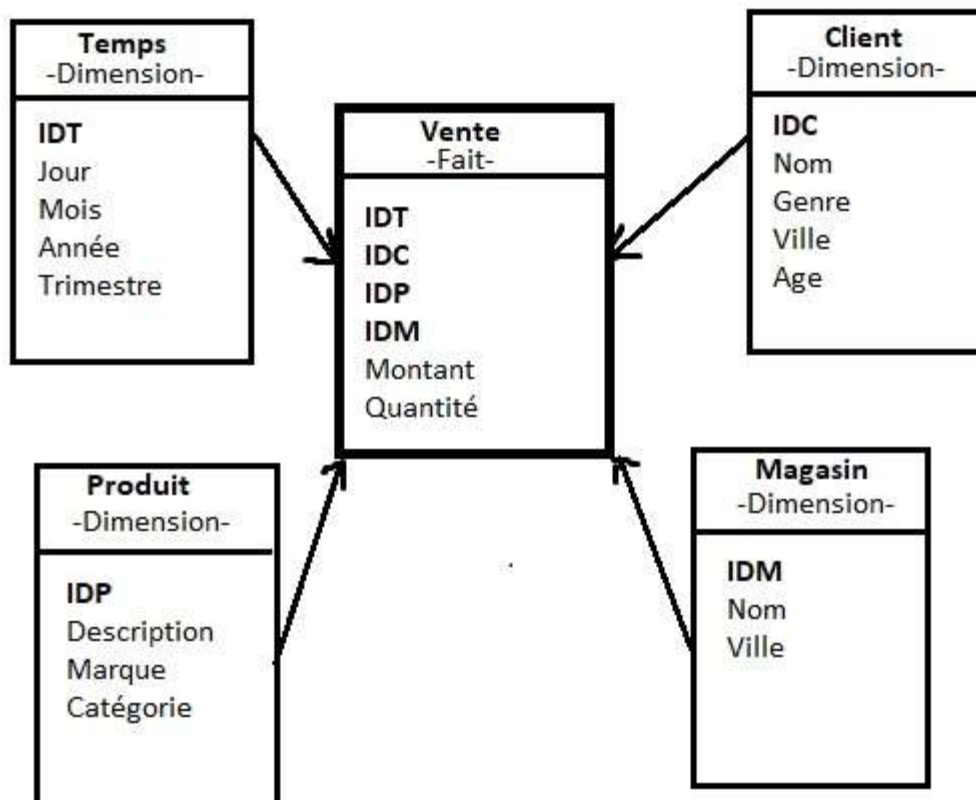 Temps
-Dimension-
IDT
Jour
Mois
Année
Trimestre
Vente
-Fait-
IDT
IDC
IDP
IDM
Montant
Quantité
Client
-Dimension-
IDC
Nom
Genre
Ville
Age
Produit
-Dimension-
IDP
Description
Marque
Catégorie
Magasin
-Dimension-
IDM
Nom
Ville